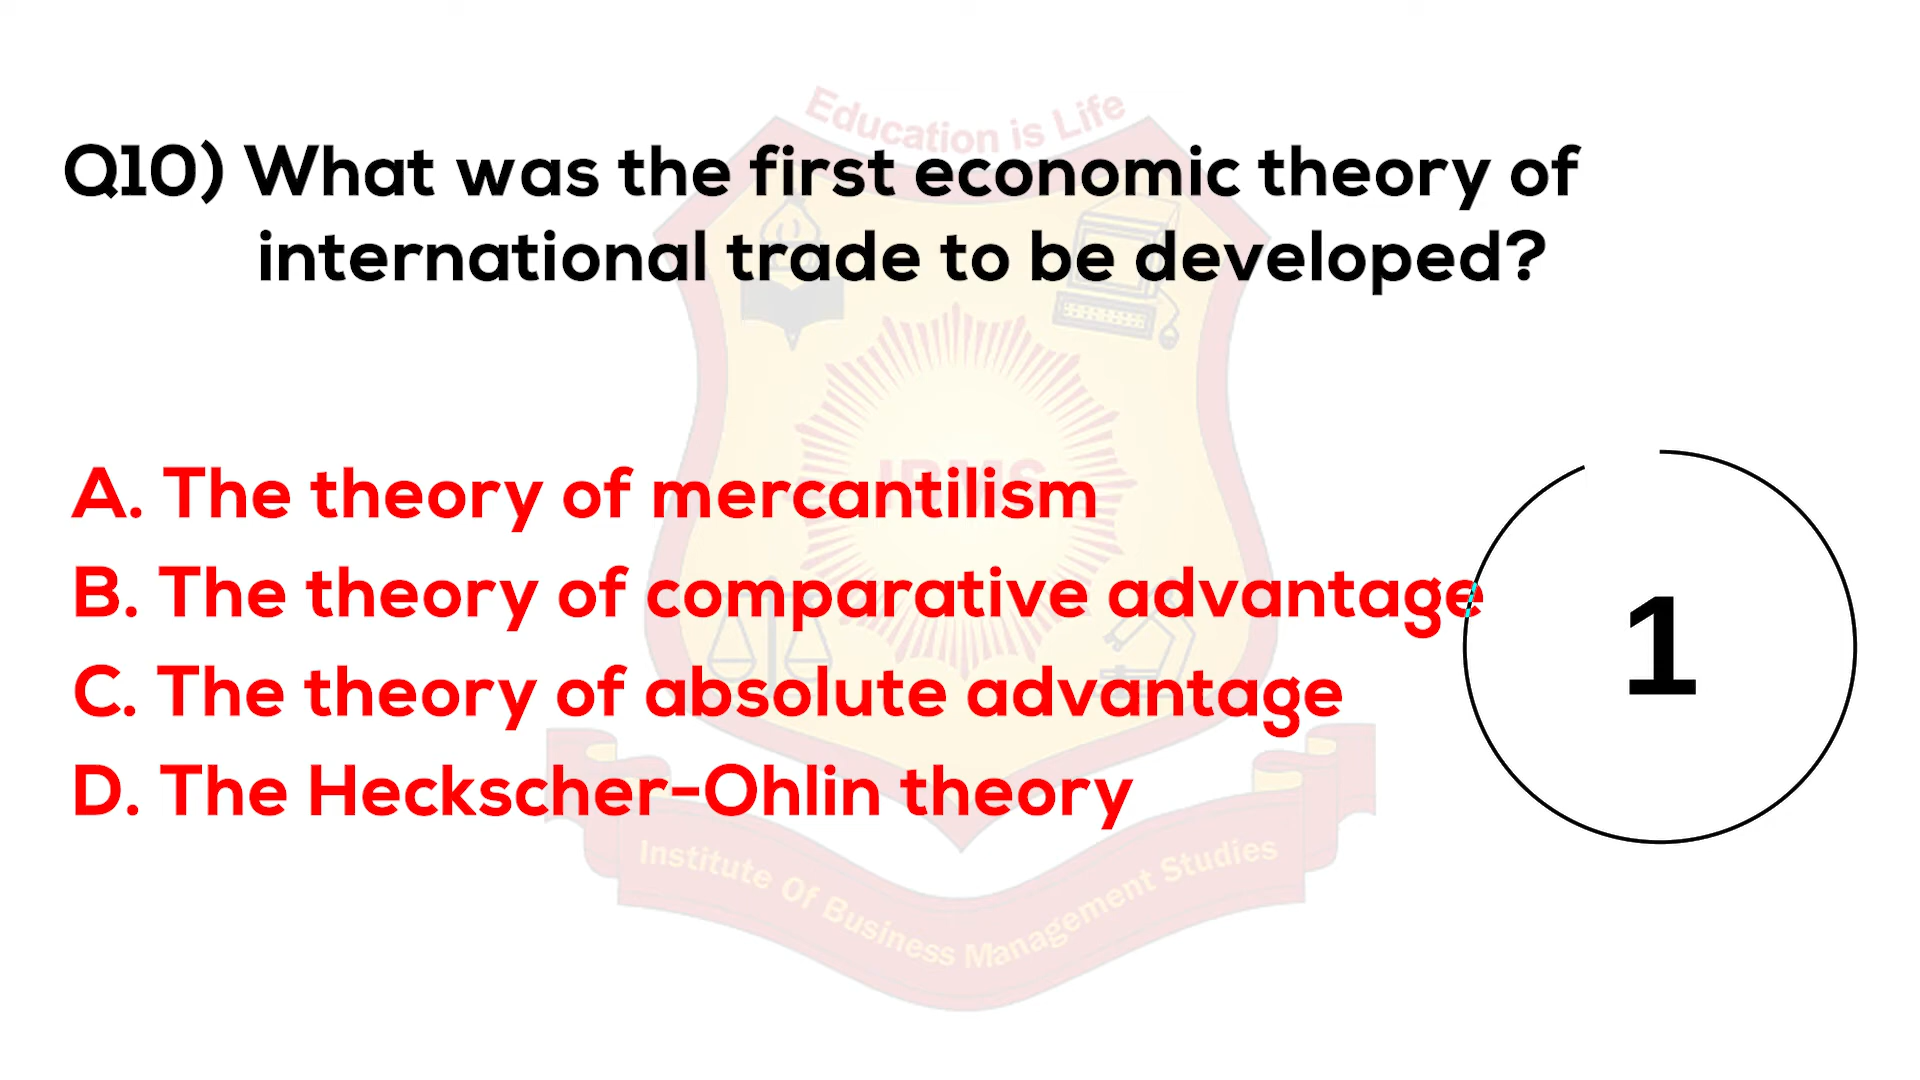 Education is Life
Q10) What was the first economic theory of
international trade to be developed?
IBMS
A. The theory of mercantilism
B. The theory of comparative advantage
C. The theory of absolute advantage
D. The Heckscher-Ohlin theory
1
Institute Of Business Management Studies